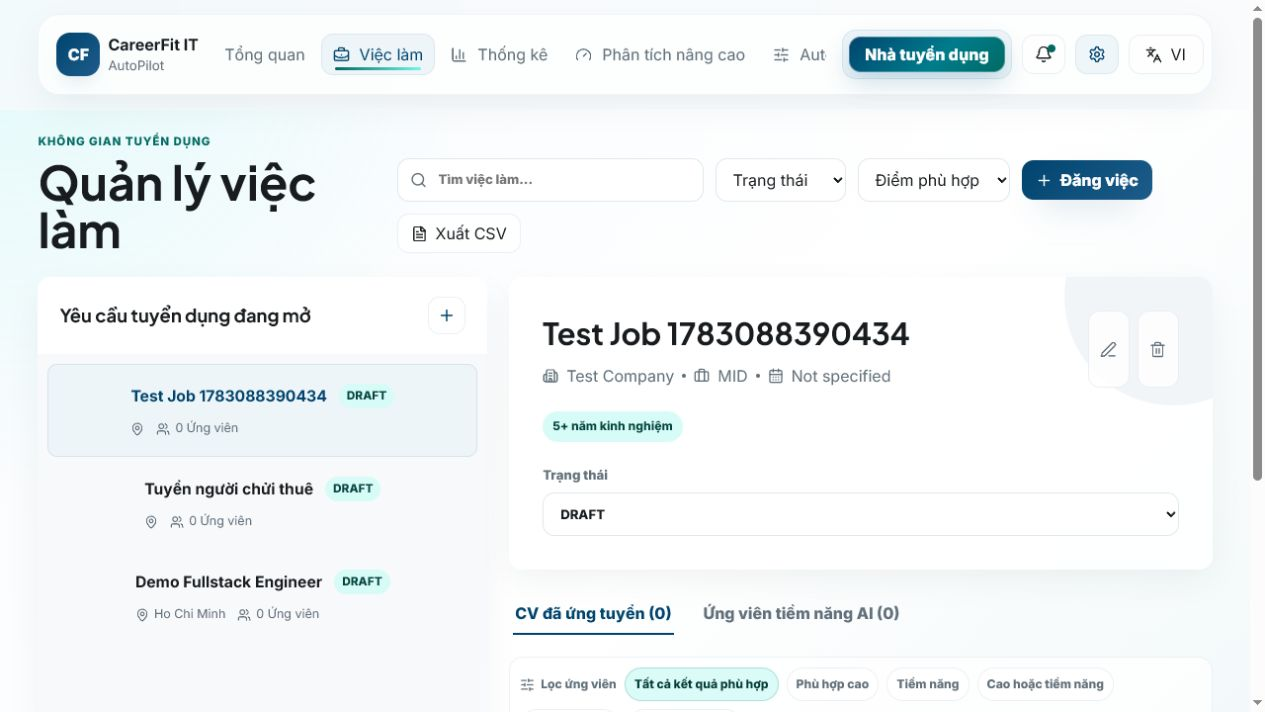 CF
CareerFit IT
AutoPilot
Tổng quan
Việc làm
Thống kê
Phân tích nâng cao
Aut
Nhà tuyển dụng
VI
KHÔNG GIAN TUYỂN DỤNG
Quản lý việc
làm
Tìm việc làm...
Trạng thái
Điểm phù hợp
+ Đăng việc
Xuất CSV
Yêu cầu tuyển dụng đang mở
+
Test Job 1783088390434 DRAFT
0 Ứng viên
Tuyển người chửi thuê DRAFT
0 Ứng viên
Demo Fullstack Engineer DRAFT
Ho Chi Minh 0 Ứng viên
Test Job 1783088390434
Test Company • MID • Not specified
5+ năm kinh nghiệm
Trạng thái
DRAFT
CV đã ứng tuyển (0)
Ứng viên tiềm năng AI (0)
Lọc ứng viên
Tất cả kết quả phù hợp
Phù hợp cao
Tiềm năng
Cao hoặc tiềm năng